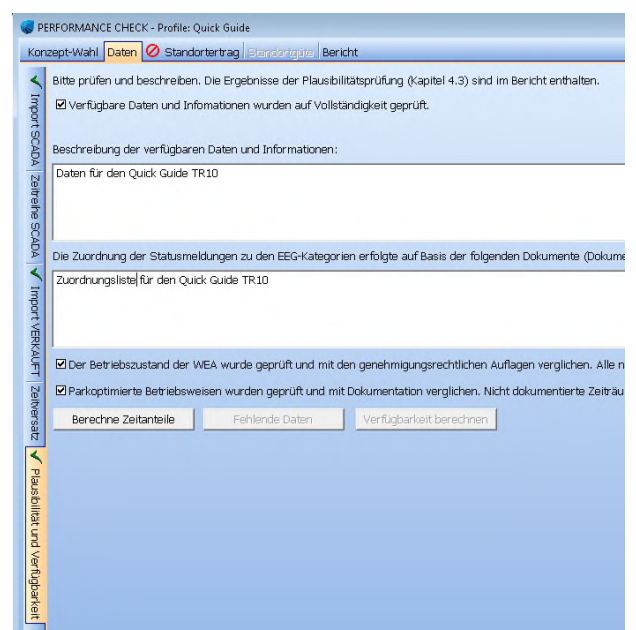 PERFORMANCE CHECK - Profile: Quick Guide
Konzept-Wahl Daten Standortertrag Standortgüte Bericht
Bitte prüfen und beschreiben. Die Ergebnisse der Plausibilitätsprüfung (Kapitel 4.3) sind im Bericht enthalten.
Verfügbare Daten und Infomationen wurden auf Vollständigkeit geprüft.
Beschreibung der verfügbaren Daten und Informationen:
Daten für den Quick Guide TR10
Die Zuordnung der Statusmeldungen zu den EEG-Kategorien erfolgte auf Basis der folgenden Dokumente (Dokume
Zuordnungsliste für den Quick Guide TR10
Der Betriebszustand der WEA wurde geprüft und mit den genehmigungsrechtlichen Auflagen verglichen. Alle n
Parkoptimierte Betriebsweisen wurden geprüft und mit Dokumentation verglichen. Nicht dokumentierte Zeiträu
Berechne Zeitanteile Fehlende Daten Verfügbarkeit berechnen
Import SCADA
Zeitreihe SCADA
Import VERKAUFT
Zeitversatz
Plausibilität und Verfügbarkeit